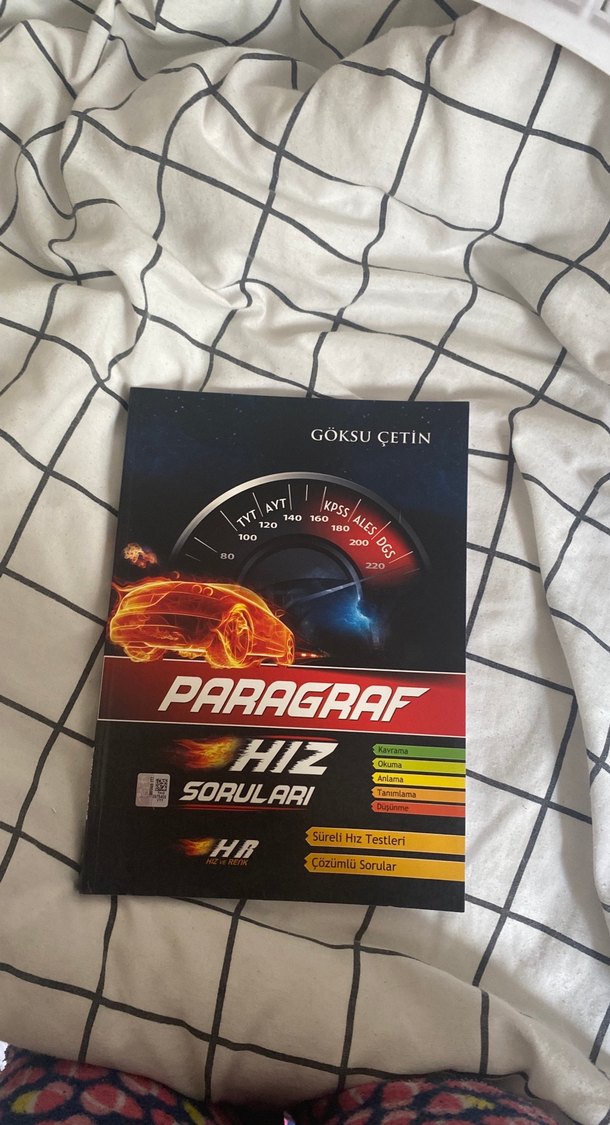 GÖKSU ÇETİN
TYT AYT KPSS ALES DGS
80 100 120 140 160 180 200 220
PARAGRAF
HIZ
SORULARI
Kavrama
Okuma
Anlama
Tanımlama
Düşünme
HR
HIZ VE RENK
Süreli Hız Testleri
Çözümlü Sorular